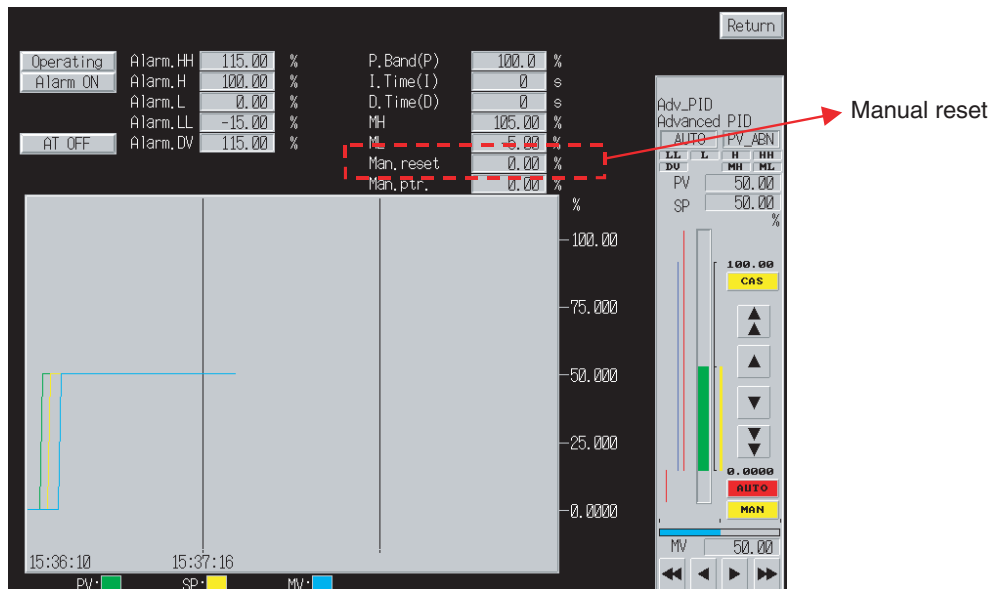 Return
Operating Alarm.HH 115.00 % P.Band(P) 100.0 %
Alarm ON Alarm.H 100.00 % I.Time(I) 0 s
Alarm.L 0.00 % D.Time(D) 0 s
Alarm.LL -15.00 % MH 105.00 %
AT OFF Alarm.DV 115.00 % ML -5.00 %
Man.reset 0.00 %
Man.ptr. 0.00 %
Manual reset
%
100.00
75.000
50.000
25.000
0.0000
15:36:10 15:37:16
PV: SP: MV:
Adv_PID
Advanced PID
AUTO PV_ABN
LL L H HH
DV MH ML
PV 50.00
SP 50.00
%
100.00
CAS
0.0000
AUTO
MAN
MV 50.00